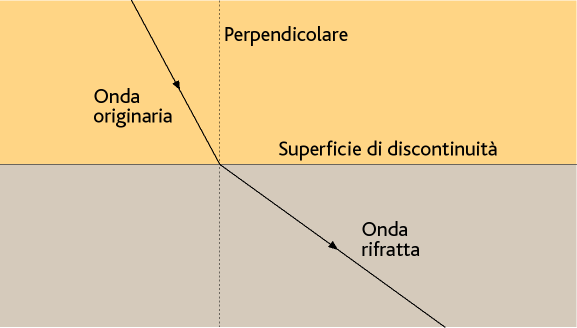 Perpendicolare
Onda
originaria
Superficie di discontinuità
Onda
rifratta